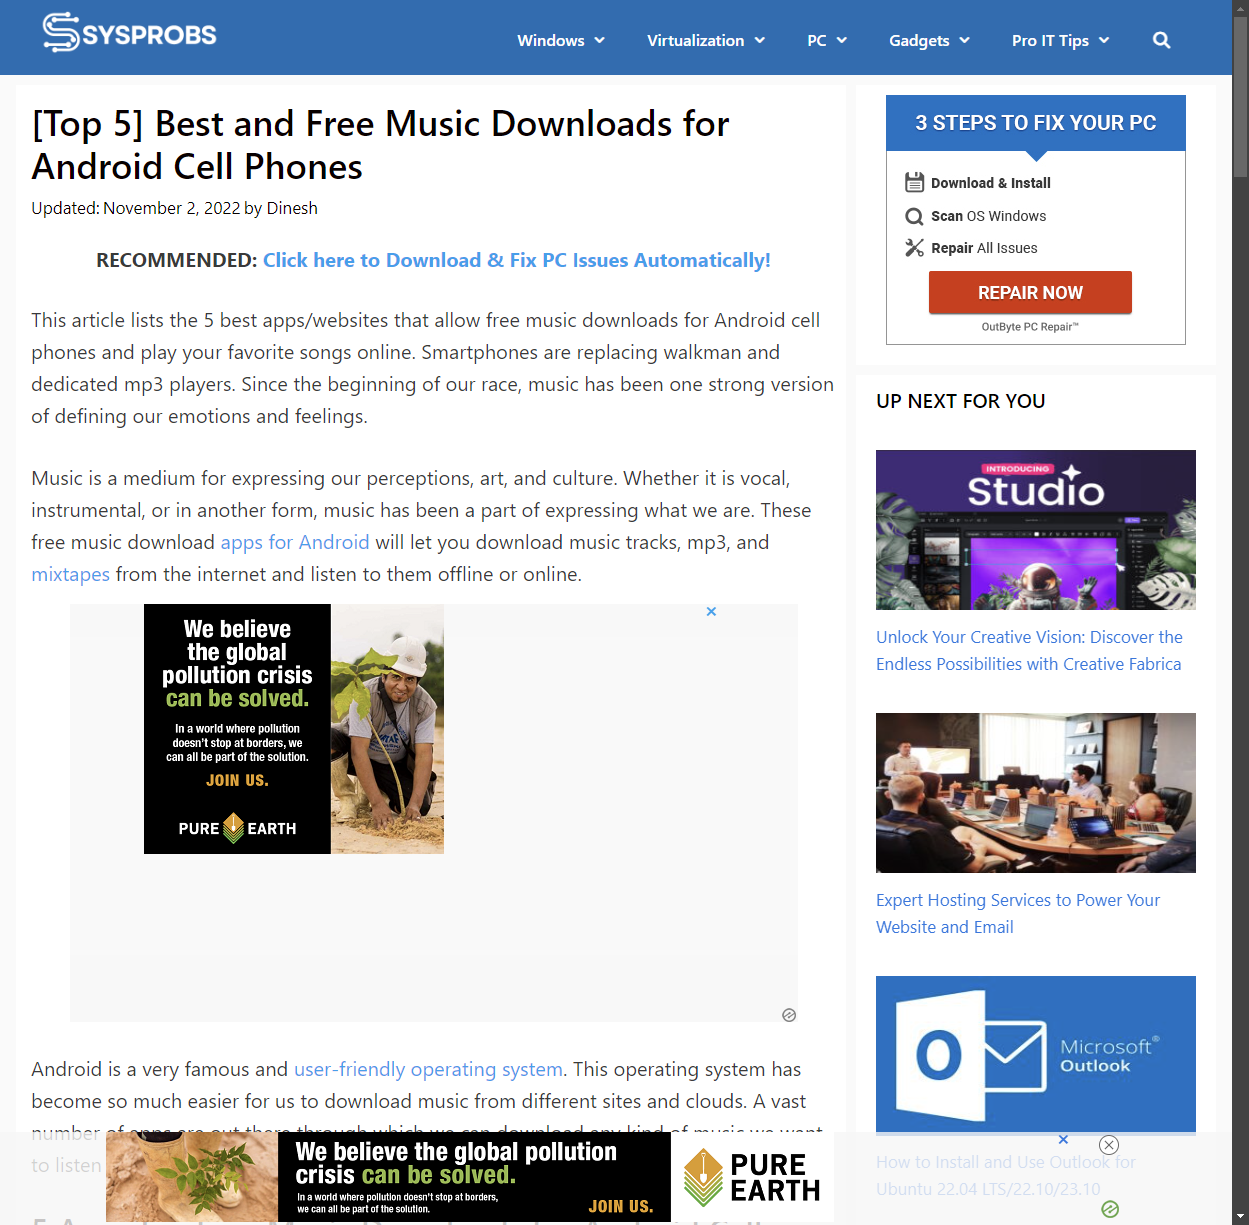 SYSPROBS
Windows
Virtualization
PC
Gadgets
Pro IT Tips
[Top 5] Best and Free Music Downloads for
Android Cell Phones
Updated: November 2, 2022 by Dinesh
RECOMMENDED: Click here to Download & Fix PC Issues Automatically!
This article lists the 5 best apps/websites that allow free music downloads for Android cell
phones and play your favorite songs online. Smartphones are replacing walkman and
dedicated mp3 players. Since the beginning of our race, music has been one strong version
of defining our emotions and feelings.
Music is a medium for expressing our perceptions, art, and culture. Whether it is vocal,
instrumental, or in another form, music has been a part of expressing what we are. These
free music download apps for Android will let you download music tracks, mp3, and
mixtapes from the internet and listen to them offline or online.
We believe
the global
pollution crisis
can be solved.
In a world where pollution
doesn't stop at borders, we
can all be part of the solution.
JOIN US.
PURE EARTH
Android is a very famous and user-friendly operating system. This operating system has
become so much easier for us to download music from different sites and clouds. A vast
number of apps are out there through which we can download any kind of music we want
to listen
3 STEPS TO FIX YOUR PC
Download & Install
Scan OS Windows
Repair All Issues
REPAIR NOW
OutByte PC Repair™
UP NEXT FOR YOU
INTRODUCING
Studio
Unlock Your Creative Vision: Discover the
Endless Possibilities with Creative Fabrica
Expert Hosting Services to Power Your
Website and Email
Microsoft®
Outlook
How to Install and Use Outlook for
Ubuntu 22.04 LTS/22.10/23.10
We believe the global pollution
crisis can be solved.
In a world where pollution doesn't stop at borders,
we can all be part of the solution.
JOIN US.
PURE
EARTH